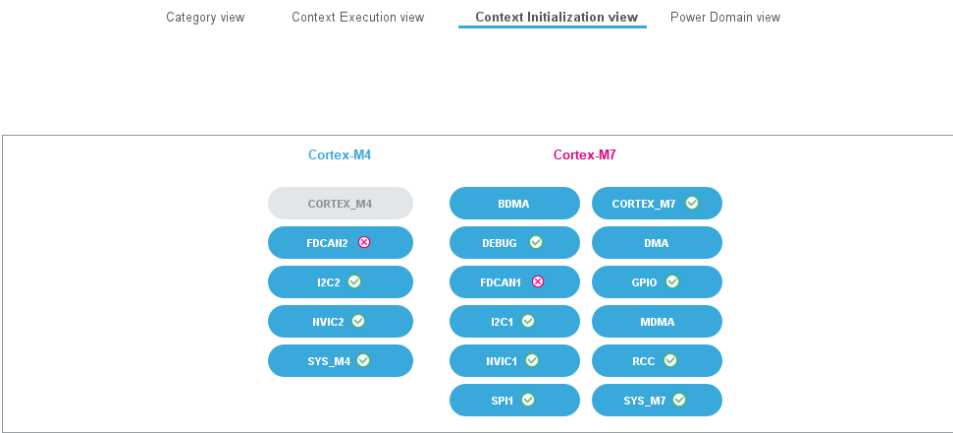 Category view Context Execution view Context Initialization view Power Domain view
Cortex-M4 Cortex-M7
CORTEX_M4 BDMA CORTEX_M7
FDCAN2 DEBUG DMA
I2C2 FDCAN1 GPIO
NVIC2 I2C1 MDMA
SYS_M4 NVIC1 RCC
SPI1 SYS_M7